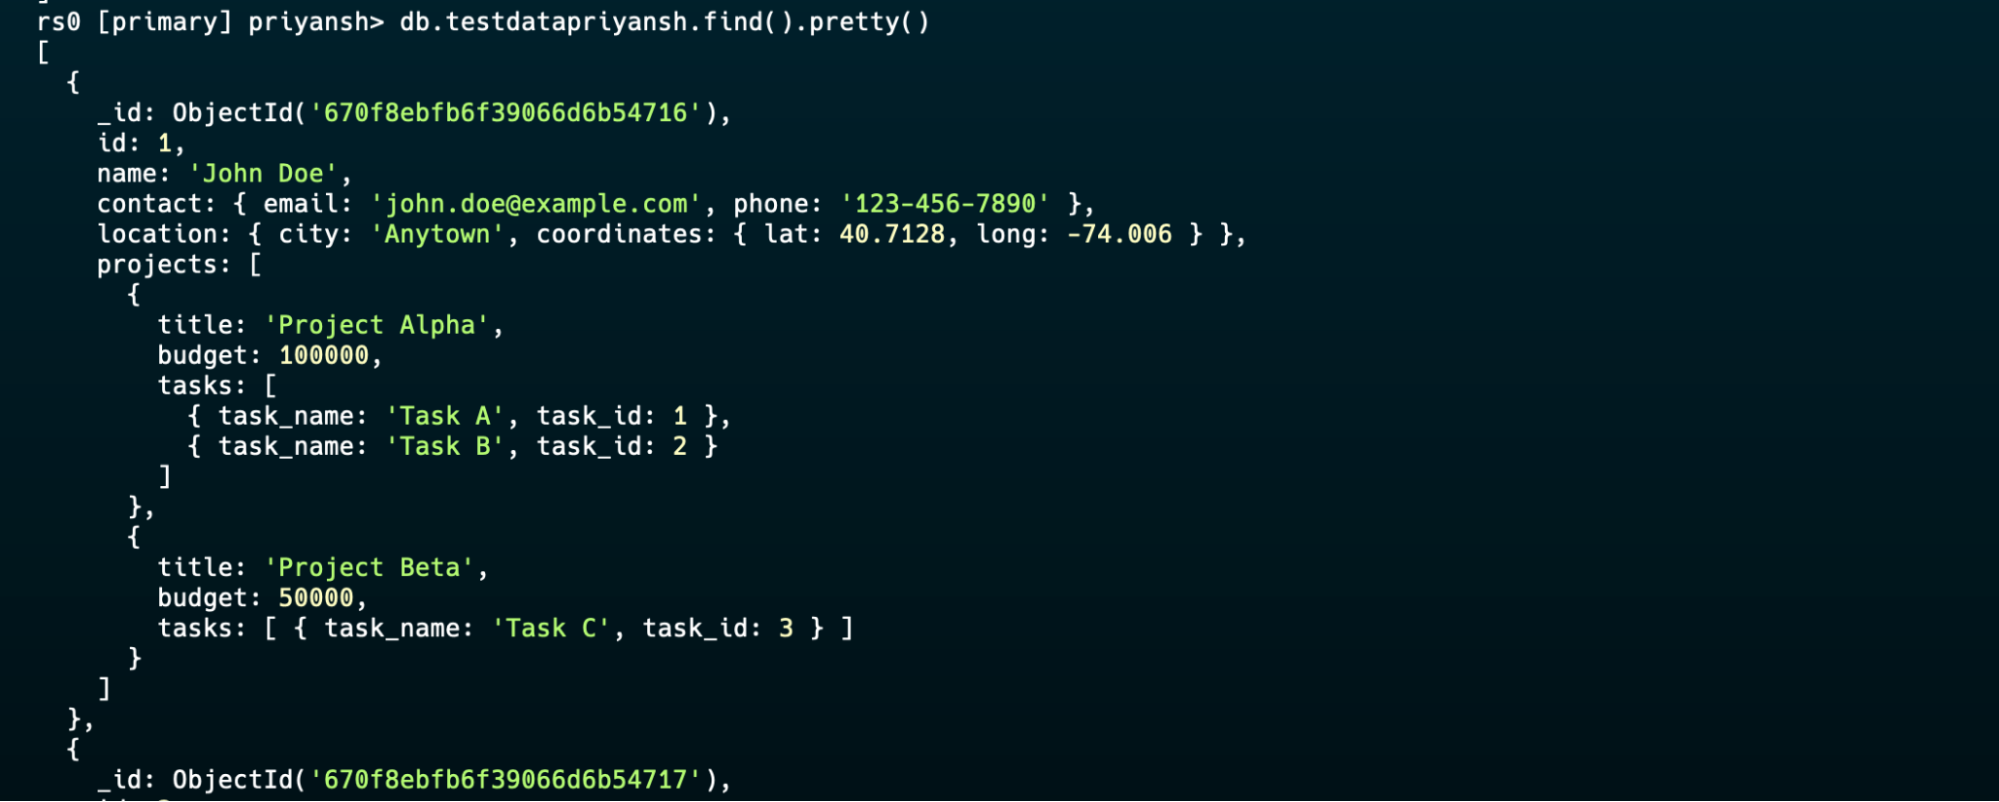 rs0 [primary] priyansh> db.testdatapriyansh.find().pretty()
[
{
_id: ObjectId('670f8ebfb6f39066d6b54716'),
id: 1,
name: 'John Doe',
contact: { email: 'john.doe@example.com', phone: '123-456-7890' },
location: { city: 'Anytown', coordinates: { lat: 40.7128, long: -74.006 } },
projects: [
{
title: 'Project Alpha',
budget: 100000,
tasks: [
{ task_name: 'Task A', task_id: 1 },
{ task_name: 'Task B', task_id: 2 }
]
},
{
title: 'Project Beta',
budget: 50000,
tasks: [ { task_name: 'Task C', task_id: 3 } ]
}
]
},
{
_id: ObjectId('670f8ebfb6f39066d6b54717'),